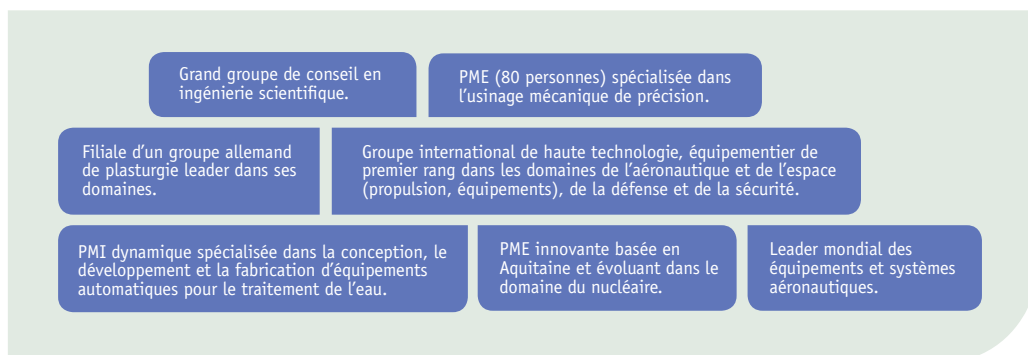 Grand groupe de conseil en
ingénierie scientifique.
PME (80 personnes) spécialisée dans
l'usinage mécanique de précision.
Filiale d'un groupe allemand
de plasturgie leader dans ses
domaines.
Groupe international de haute technologie, équipementier de
premier rang dans les domaines de l'aéronautique et de l'espace
(propulsion, équipements), de la défense et de la sécurité.
PMI dynamique spécialisée dans la conception, le
développement et la fabrication d'équipements
automatiques pour le traitement de l'eau.
PME innovante basée en
Aquitaine et évoluant dans le
domaine du nucléaire.
Leader mondial des
équipements et systèmes
aéronautiques.